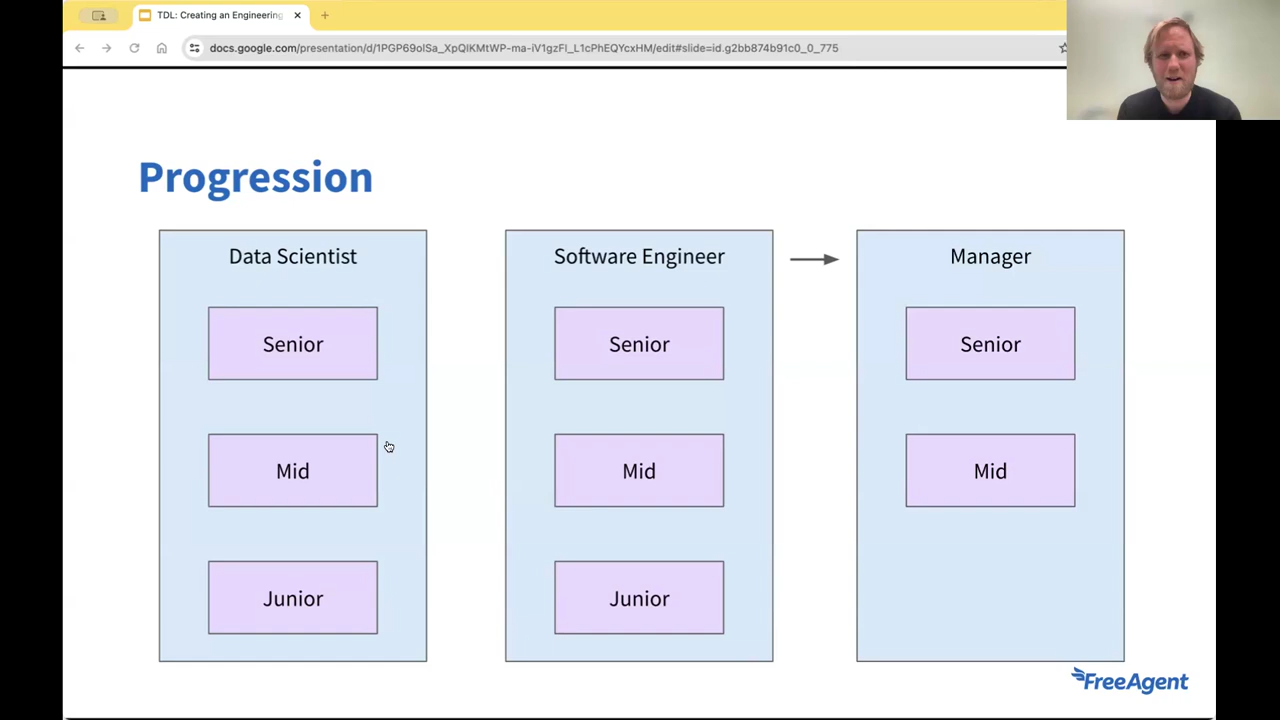 TDL: Creating an Engineering
docs.google.com/presentation/d/1PGP69olSa_XpQlKMtWP-ma-iV1gzFl_L1cPhEQYcxHM/edit#slide=id.g2bb874b91c0_0_775
Progression
Data Scientist
Software Engineer
Manager
Senior
Senior
Senior
Mid
Mid
Mid
Junior
Junior
FreeAgent